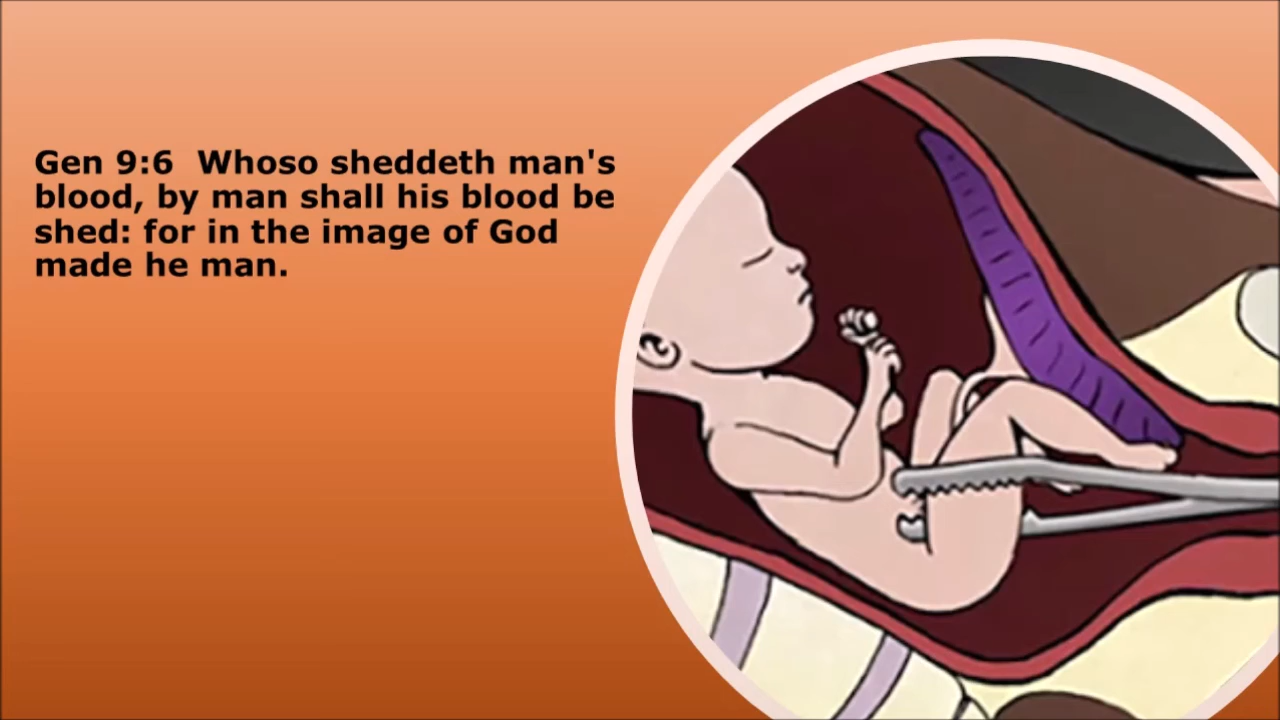 Gen 9:6  Whoso sheddeth man's
blood, by man shall his blood be
shed: for in the image of God
made he man.